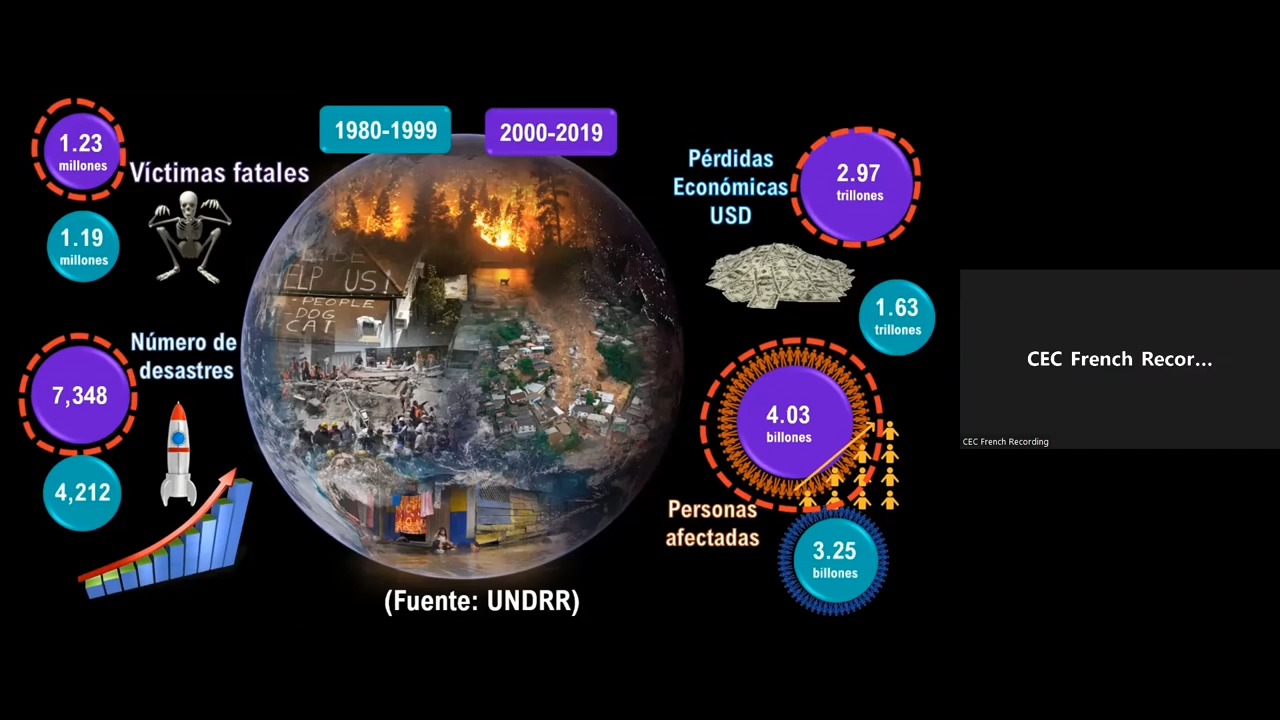 1980-1999
2000-2019
1.23
millones
Víctimas fatales
1.19
millones
Número de
desastres
7,348
4,212
PLEASE
HELP US!
-PEOPLE
-DOG
CAT
Pérdidas
Económicas
USD
2.97
trillones
1.63
trillones
4.03
billones
Personas
afectadas
3.25
billones
(Fuente: UNDRR)
CEC French Recor...
CEC French Recording